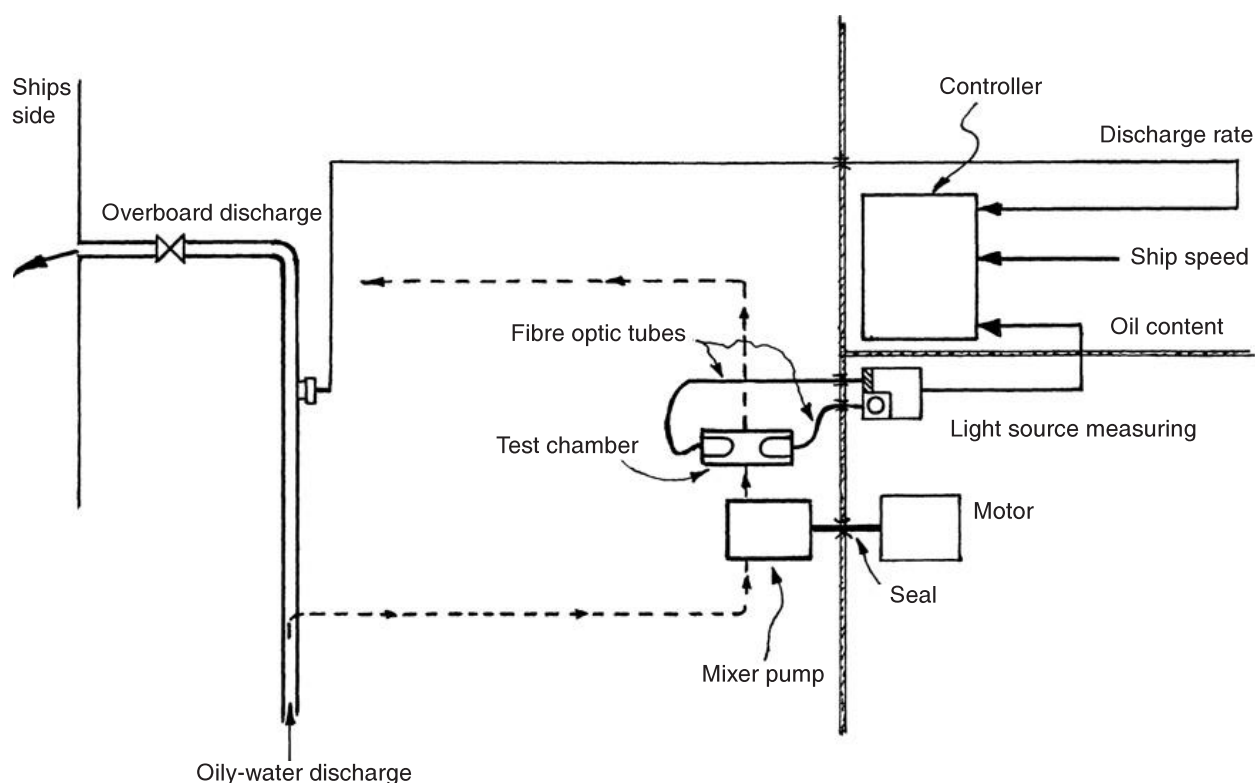 Ships
side
Controller
Discharge rate
Overboard discharge
Ship speed
Oil content
Fibre optic tubes
Light source measuring
Test chamber
Motor
Seal
Mixer pump
Oily-water discharge